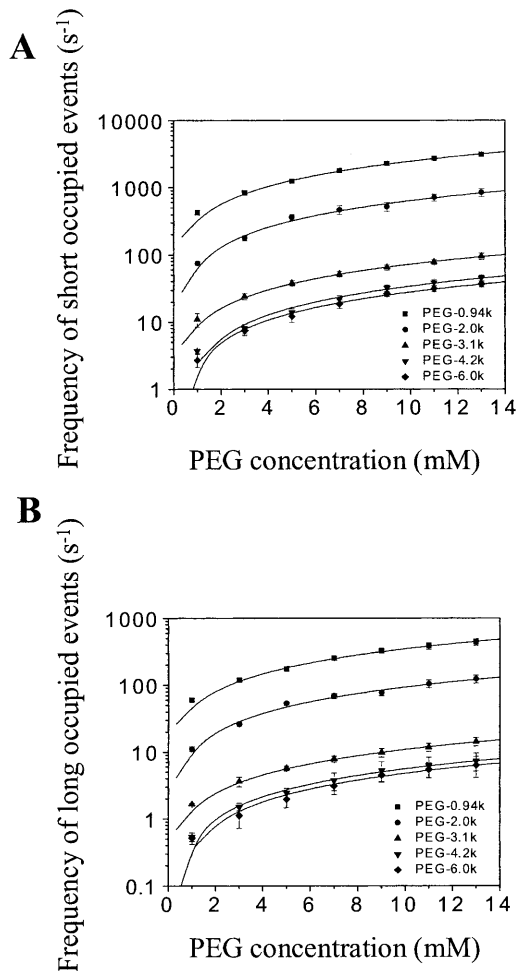 A
Frequency of short occupied events (s⁻¹)
10000
1000
100
10
1
0 2 4 6 8 10 12 14
PEG-0.94k
PEG-2.0k
PEG-3.1k
PEG-4.2k
PEG-6.0k
PEG concentration (mM)
B
Frequency of long occupied events (s⁻¹)
1000
100
10
1
0.1
0 2 4 6 8 10 12 14
PEG-0.94k
PEG-2.0k
PEG-3.1k
PEG-4.2k
PEG-6.0k
PEG concentration (mM)